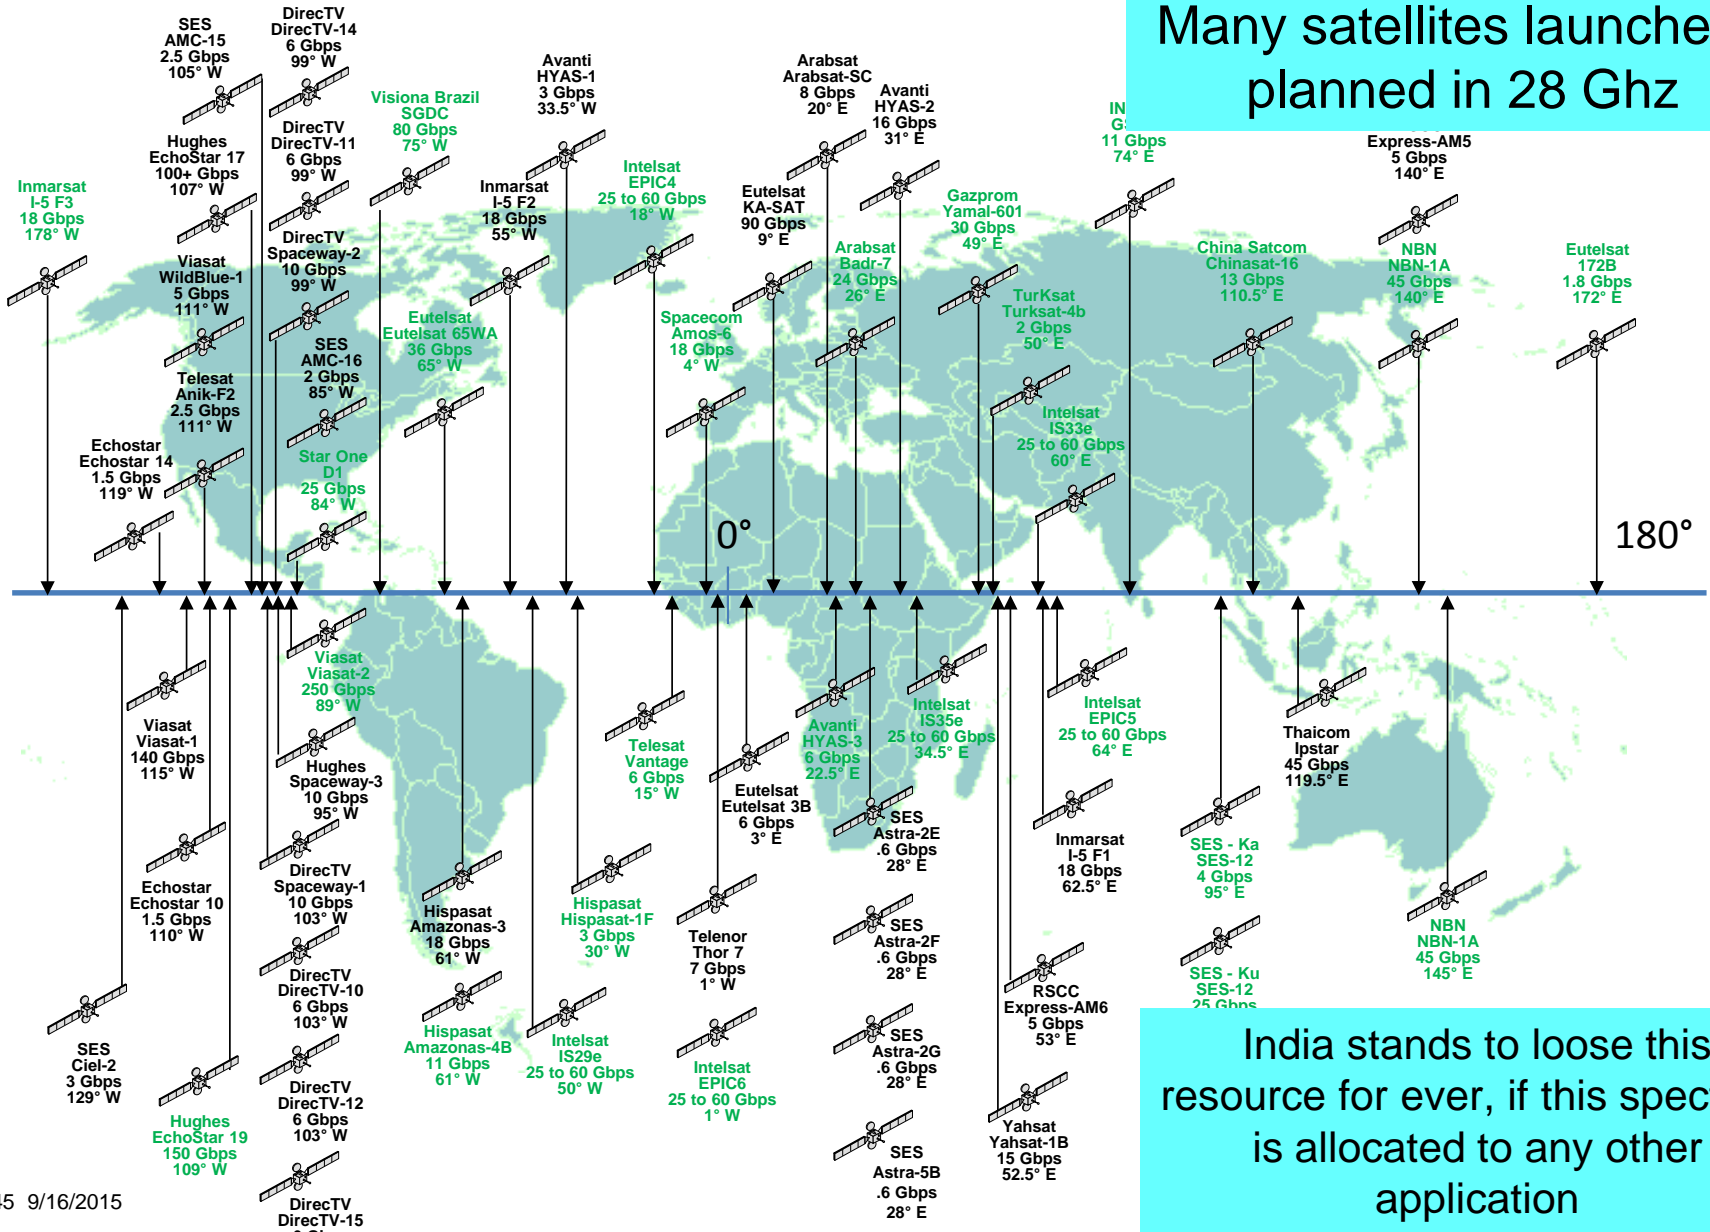 Many satellites launche
planned in 28 Ghz
SES
AMC-15
2.5 Gbps
105° W
DirecTV
DirecTV-14
6 Gbps
99° W
Hughes
EchoStar 17
100+ Gbps
107° W
DirecTV
DirecTV-11
6 Gbps
99° W
Visiona Brazil
SGDC
80 Gbps
75° W
Avanti
HYAS-1
3 Gbps
33.5° W
Arabsat
Arabsat-SC
8 Gbps
20° E
Avanti
HYAS-2
16 Gbps
31° E
IN
G
11 Gbps
74° E
Express-AM5
5 Gbps
140° E
Inmarsat
I-5 F3
18 Gbps
178° W
Viasat
WildBlue-1
5 Gbps
111° W
DirecTV
Spaceway-2
10 Gbps
99° W
Inmarsat
I-5 F2
18 Gbps
55° W
Intelsat
EPIC4
25 to 60 Gbps
18° W
Eutelsat
KA-SAT
90 Gbps
9° E
Arabsat
Badr-7
24 Gbps
26° E
Gazprom
Yamal-601
30 Gbps
49° E
TurKsat
Turksat-4b
2 Gbps
50° E
China Satcom
Chinasat-16
13 Gbps
110.5° E
NBN
NBN-1A
45 Gbps
140° E
Eutelsat
172B
1.8 Gbps
172° E
Telesat
Anik-F2
2.5 Gbps
111° W
SES
AMC-16
2 Gbps
85° W
Eutelsat
Eutelsat 65WA
36 Gbps
65° W
Spacecom
Amos-6
18 Gbps
4° W
Intelsat
IS33e
25 to 60 Gbps
60° E
Echostar
Echostar 14
1.5 Gbps
119° W
Star One
D1
25 Gbps
84° W
0°
180°
Viasat
Viasat-1
140 Gbps
115° W
Viasat
Viasat-2
250 Gbps
89° W
Hughes
Spaceway-3
10 Gbps
95° W
Telesat
Vantage
6 Gbps
15° W
Eutelsat
Eutelsat 3B
6 Gbps
3° E
Avanti
HYAS-3
6 Gbps
22.5° E
Intelsat
IS35e
25 to 60 Gbps
34.5° E
Intelsat
EPIC5
25 to 60 Gbps
64° E
Thaicom
Ipstar
45 Gbps
119.5° E
Echostar
Echostar 10
1.5 Gbps
110° W
DirecTV
Spaceway-1
10 Gbps
103° W
Hispasat
Amazonas-3
18 Gbps
61° W
Hispasat
Hispasat-1F
3 Gbps
30° W
Telenor
Thor 7
7 Gbps
1° W
SES
Astra-2E
.6 Gbps
28° E
Inmarsat
I-5 F1
18 Gbps
62.5° E
SES - Ka
SES-12
4 Gbps
95° E
NBN
NBN-1A
45 Gbps
145° E
SES
Ciel-2
3 Gbps
129° W
DirecTV
DirecTV-10
6 Gbps
103° W
Hispasat
Amazonas-4B
11 Gbps
61° W
Intelsat
IS29e
25 to 60 Gbps
50° W
Intelsat
EPIC6
25 to 60 Gbps
1° W
SES
Astra-2F
.6 Gbps
28° E
RSCC
Express-AM6
5 Gbps
53° E
SES - Ku
SES-12
25 Gbps
Hughes
EchoStar 19
150 Gbps
109° W
DirecTV
DirecTV-12
6 Gbps
103° W
SES
Astra-2G
.6 Gbps
28° E
Yahsat
Yahsat-1B
15 Gbps
52.5° E
DirecTV
DirecTV-15
SES
Astra-5B
.6 Gbps
28° E
India stands to loose this
resource for ever, if this spec
is allocated to any other
application
45 9/16/2015